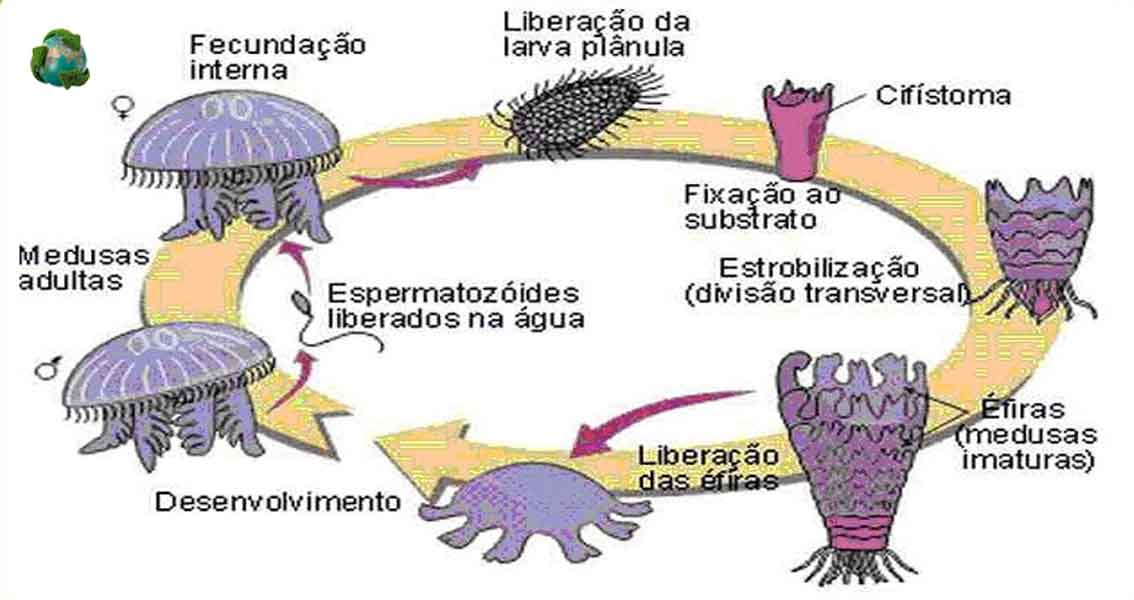 Fecundação
interna
♀
Liberação da
larva plânula
Cifístoma
Fixação ao
substrato
Medusas
adultas
Estrobilização
(divisão transversal)
Espermatozóides
liberados na água
♂
Éfiras
(medusas
imaturas)
Liberação
das éfiras
Desenvolvimento